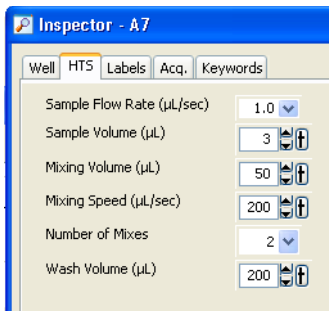 Inspector - A7
Well HTS Labels Acq. Keywords
Sample Flow Rate (µL/sec) 1.0
Sample Volume (µL) 3
Mixing Volume (µL) 50
Mixing Speed (µL/sec) 200
Number of Mixes 2
Wash Volume (µL) 200